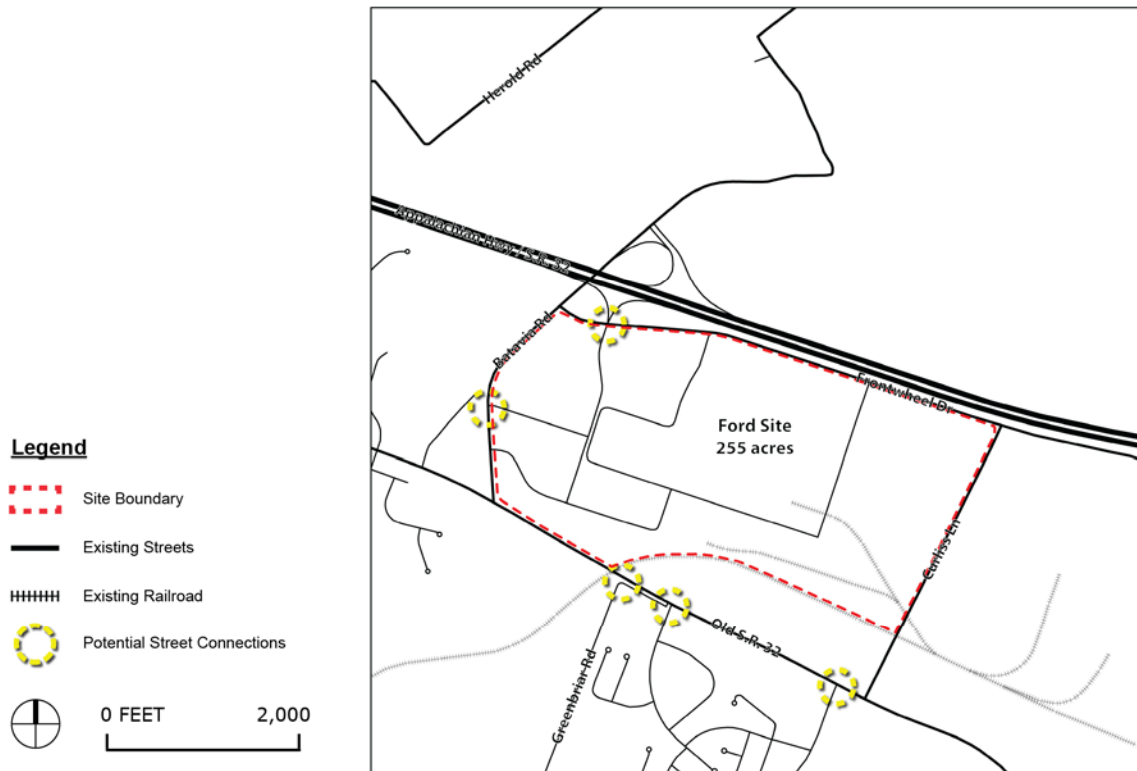 Herold Rd
Appalachian Hwy / S.R. 32
Batavia Rd
Frontwheel Dr
Ford Site
255 acres
Curliss Ln
Old S.R. 32
Greenbriar Rd
Legend
Site Boundary
Existing Streets
Existing Railroad
Potential Street Connections
0 FEET 2,000